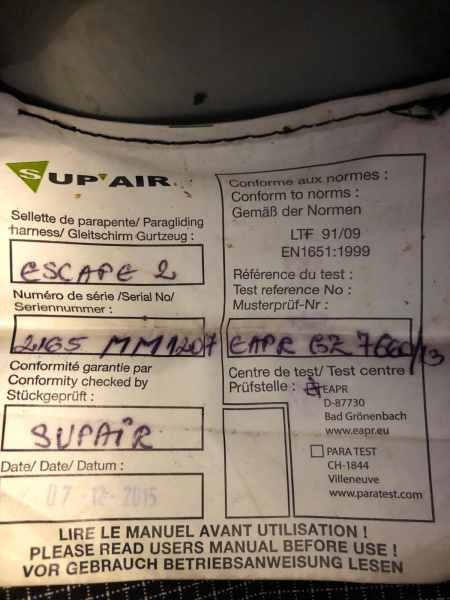 SUP'AIR
Sellette de parapente/ Paragliding
harness/ Gleitschirm Gurtzeug :
ESCAPE 2
Numéro de série /Serial No/
Seriennummer :
2165 MM1207
Conformité garantie par
Conformity checked by
Stückgeprüft :
SUPAIR
Date/ Date/ Datum :
07-12-2015
Conforme aux normes :
Conform to norms :
Gemäß der Normen
LTF 91/09
EN1651:1999
Référence du test :
Test reference No :
Musterprüf-Nr :
EAPR GZ 7660/13
Centre de test/ Test centre
Prüfstelle :
EAPR
D-87730
Bad Grönenbach
www.eapr.eu
PARA TEST
CH-1844
Villeneuve
www.paratest.com
LIRE LE MANUEL AVANT UTILISATION !
PLEASE READ USERS MANUAL BEFORE USE !
VOR GEBRAUCH BETRIEBSANWEISUNG LESEN